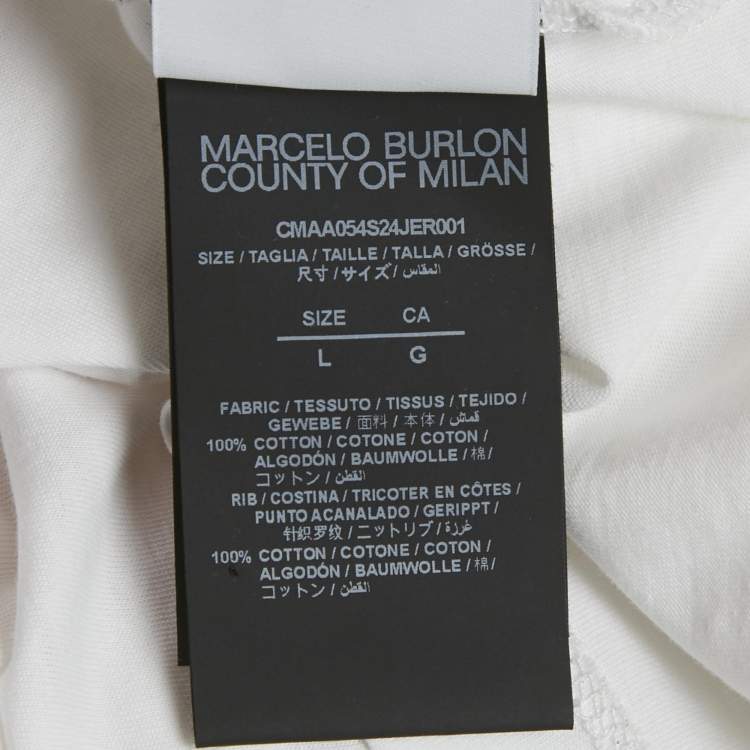 MARCELO BURLON
COUNTY OF MILAN
CMAA054S24JER001
SIZE / TAGLIA / TAILLE / TALLA / GRÖSSE /
尺寸 / サイズ / المقاس
SIZE CA
L G
FABRIC / TESSUTO / TISSUS / TEJIDO /
GEWEBE / 面料 / 本体 / قماش
100% COTTON / COTONE / COTON /
ALGODÓN / BAUMWOLLE / 棉 /
コットン / القطن
RIB / COSTINA / TRICOTER EN CÔTES /
PUNTO ACANALADO / GERIPPT /
针织罗纹 / ニットリブ / غرزة
100% COTTON / COTONE / COTON /
ALGODÓN / BAUMWOLLE / 棉 /
コットン / القطن